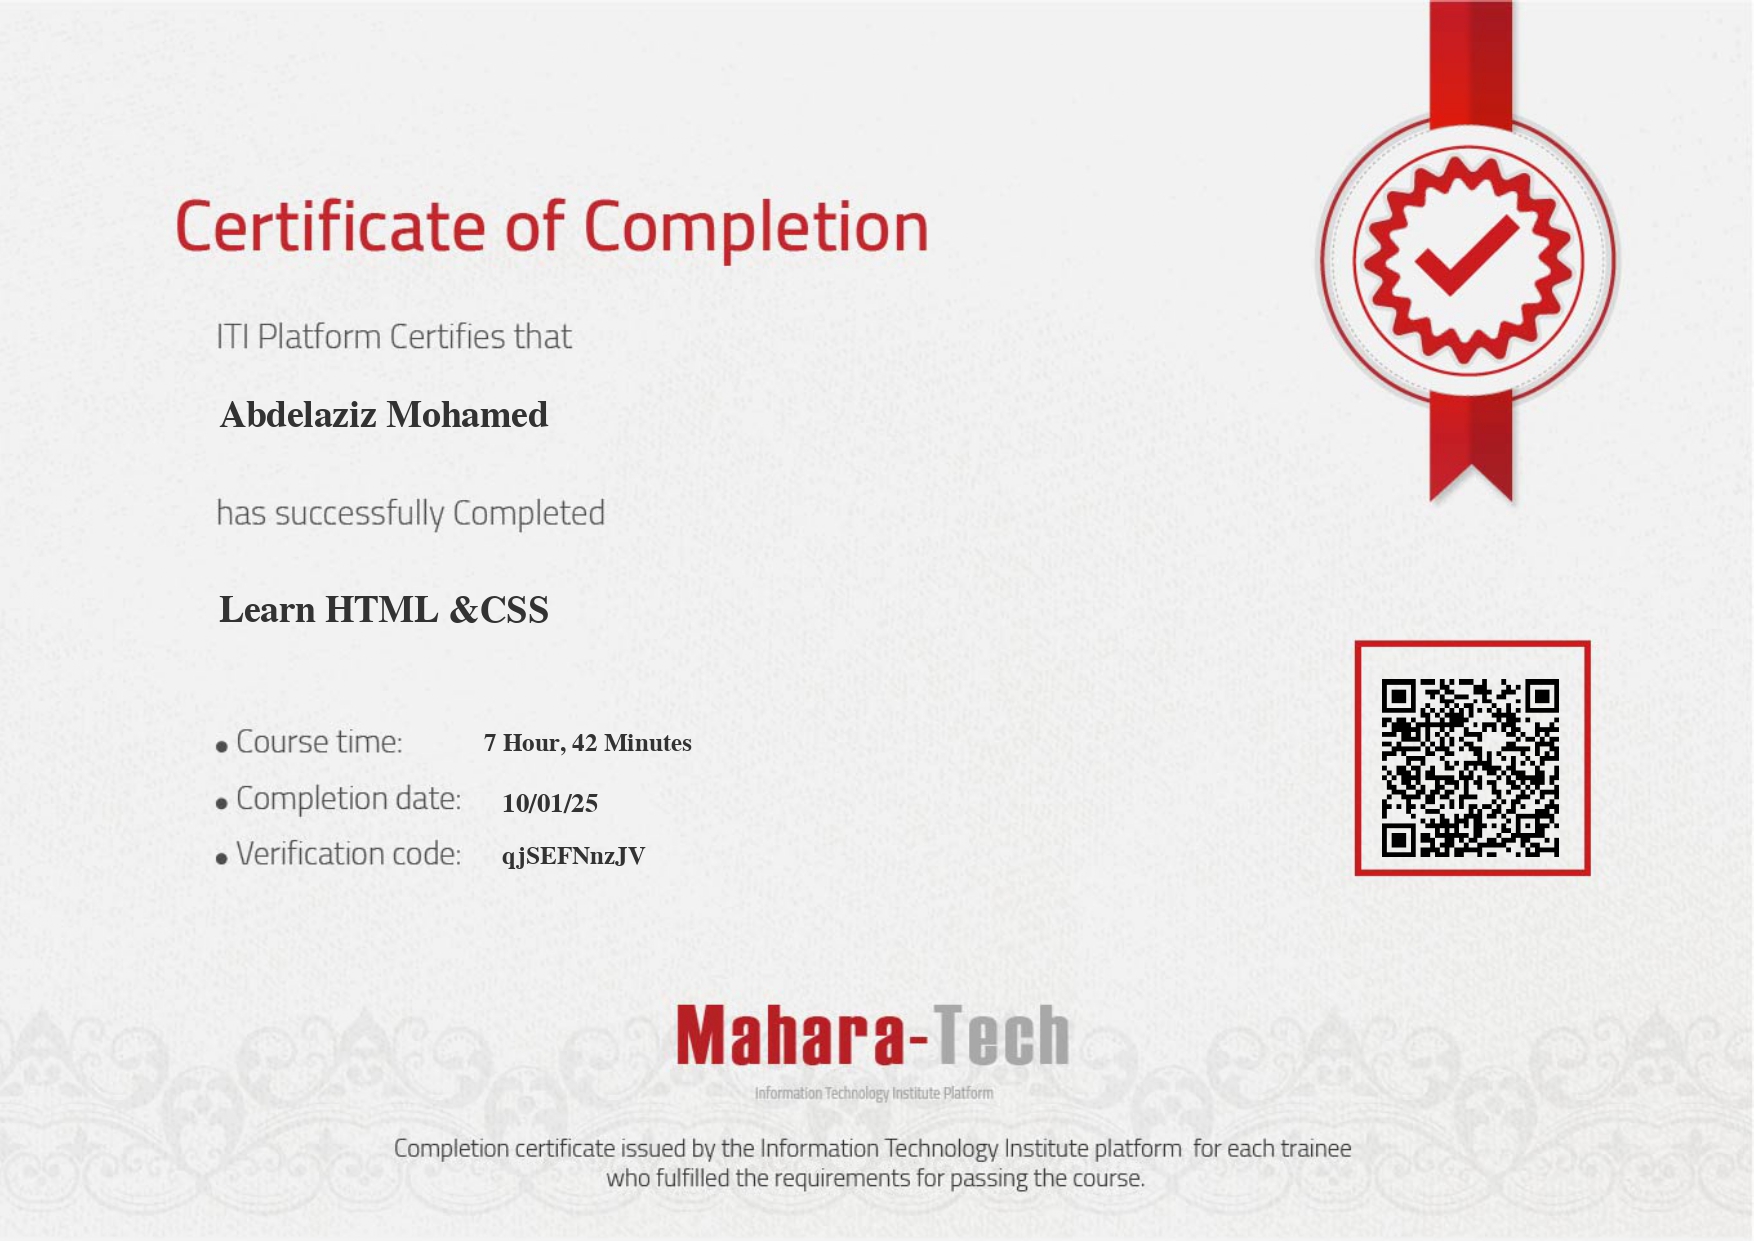 Certificate of Completion
ITI Platform Certifies that
Abdelaziz Mohamed
has successfully Completed
Learn HTML &CSS
• Course time: 7 Hour, 42 Minutes
• Completion date: 10/01/25
• Verification code: qjSEFNnzJV
Mahara-Tech
Information Technology Institute Platform
Completion certificate issued by the Information Technology Institute platform for each trainee
who fulfilled the requirements for passing the course.